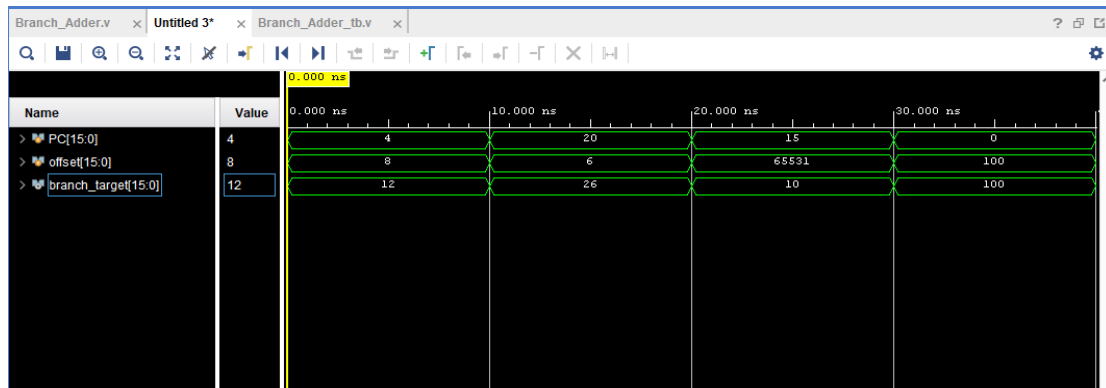 Branch_Adder.v × Untitled 3* × Branch_Adder_tb.v × ?
0.000 ns
Name Value 0.000 ns 10.000 ns 20.000 ns 30.000 ns
> PC[15:0] 4 4 20 15 0
> offset[15:0] 8 8 6 65531 100
> branch_target[15:0] 12 12 26 10 100